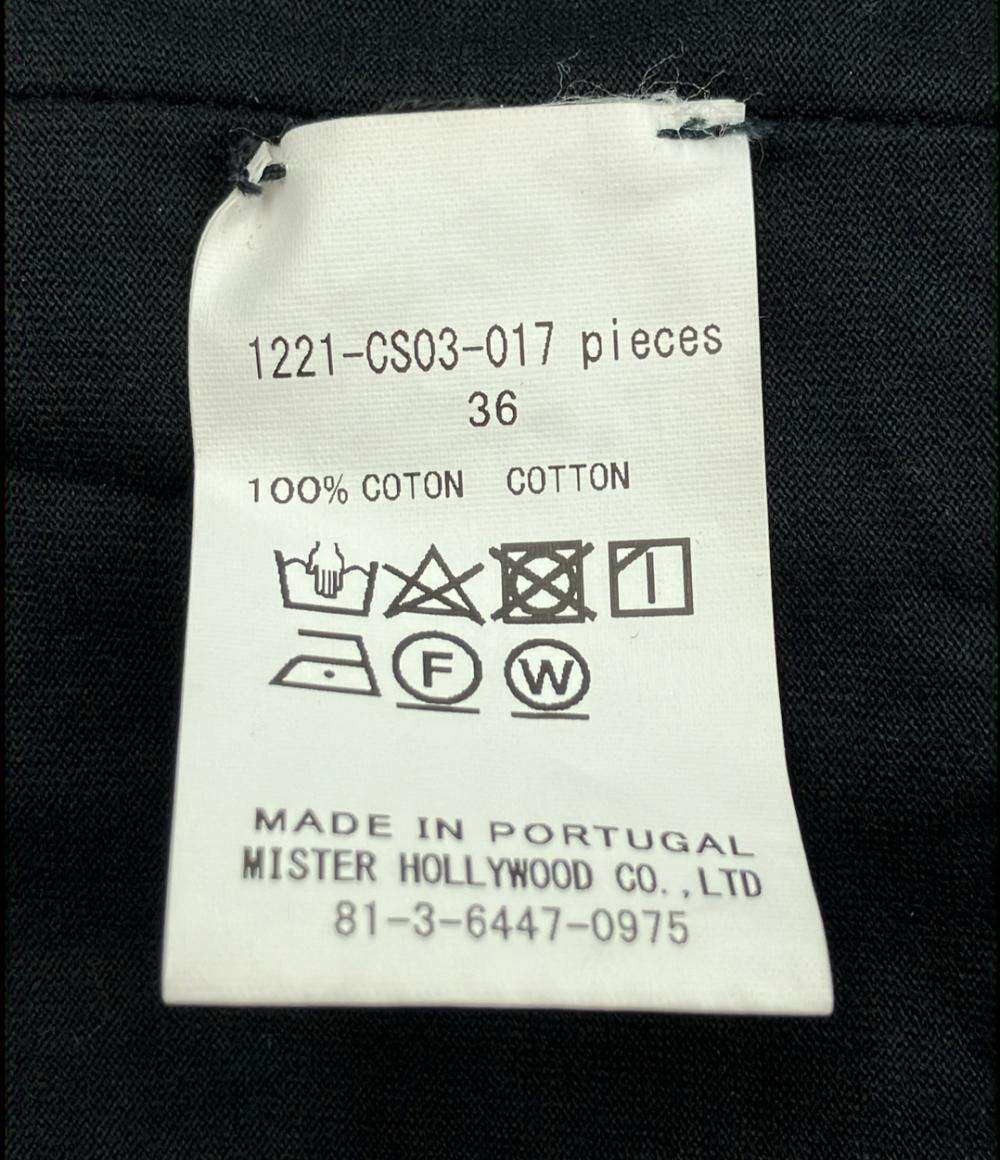 1221-CS03-017 pieces
36
100% COTON COTTON
F W
MADE IN PORTUGAL
MISTER HOLLYWOOD CO.,LTD
81-3-6447-0975